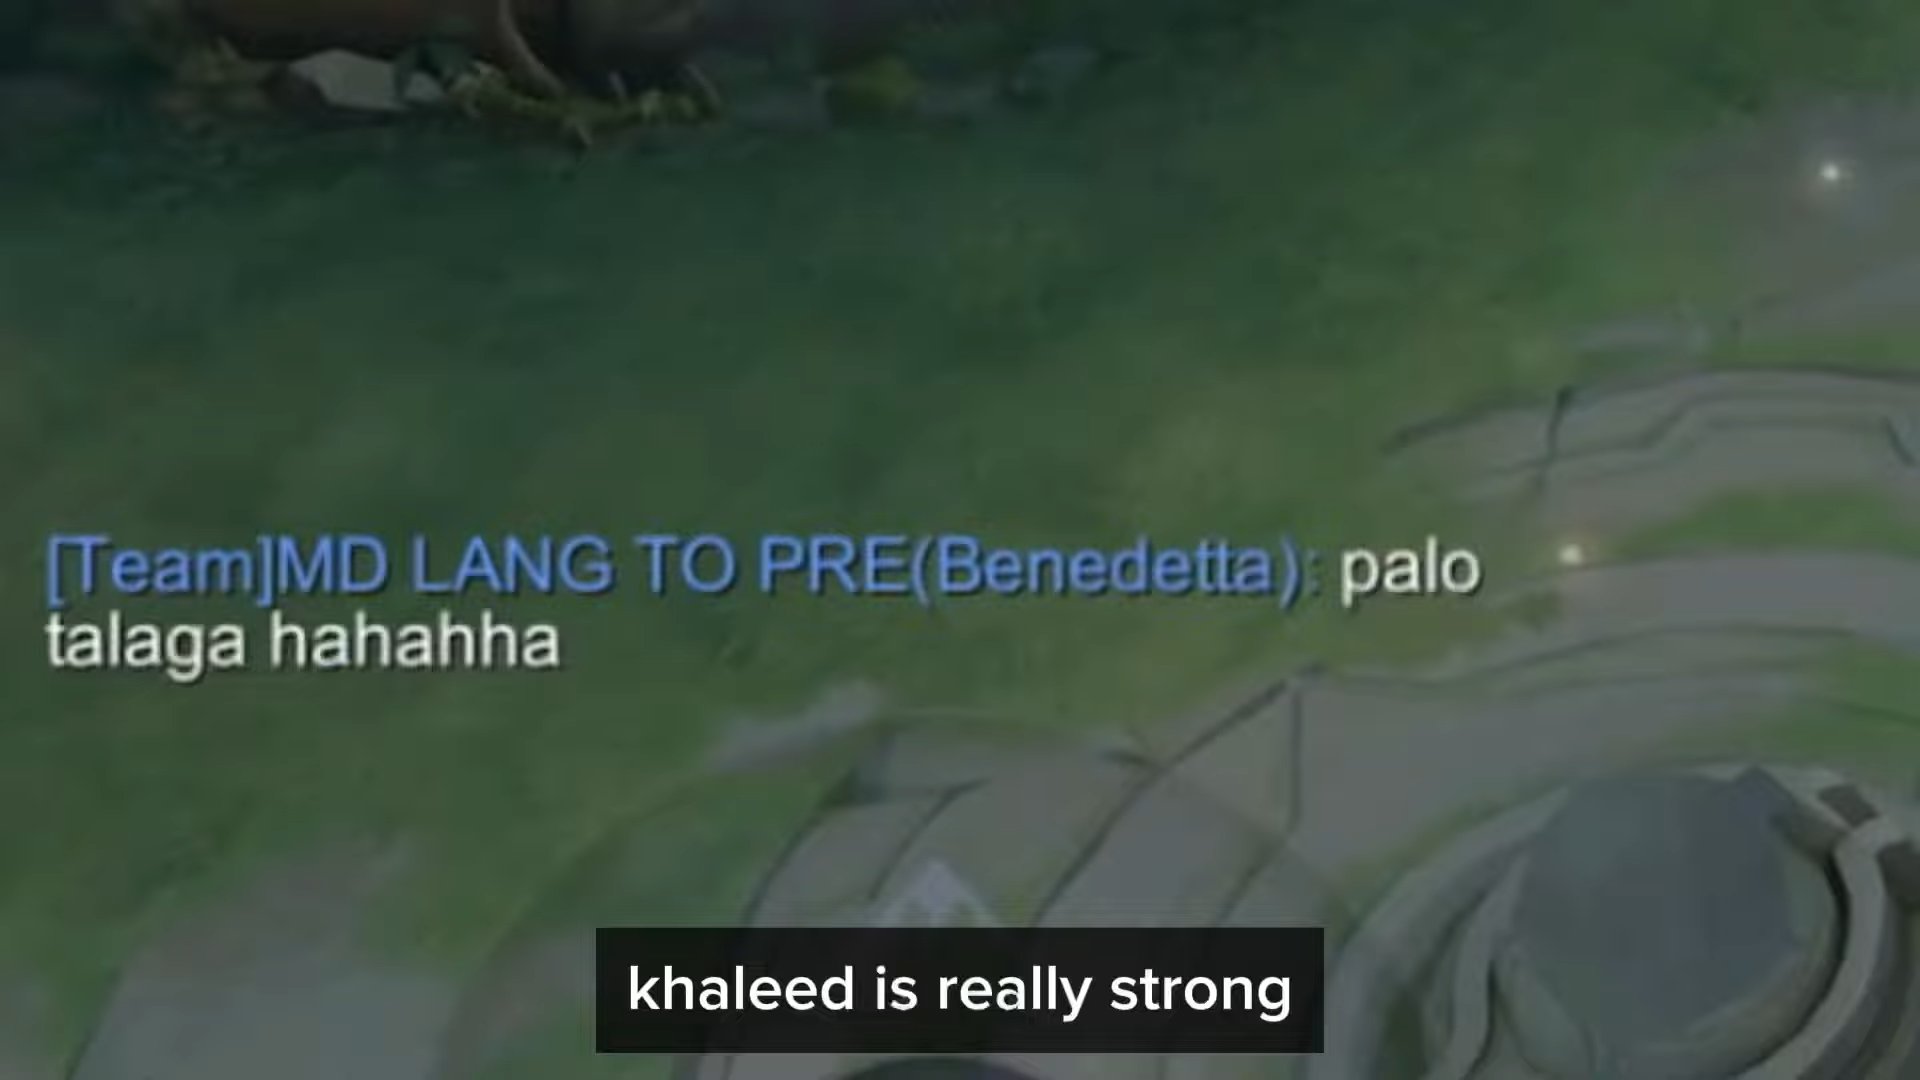 [Team]MD LANG TO PRE(Benedetta): palo
talaga hahahha
khaleed is really strong